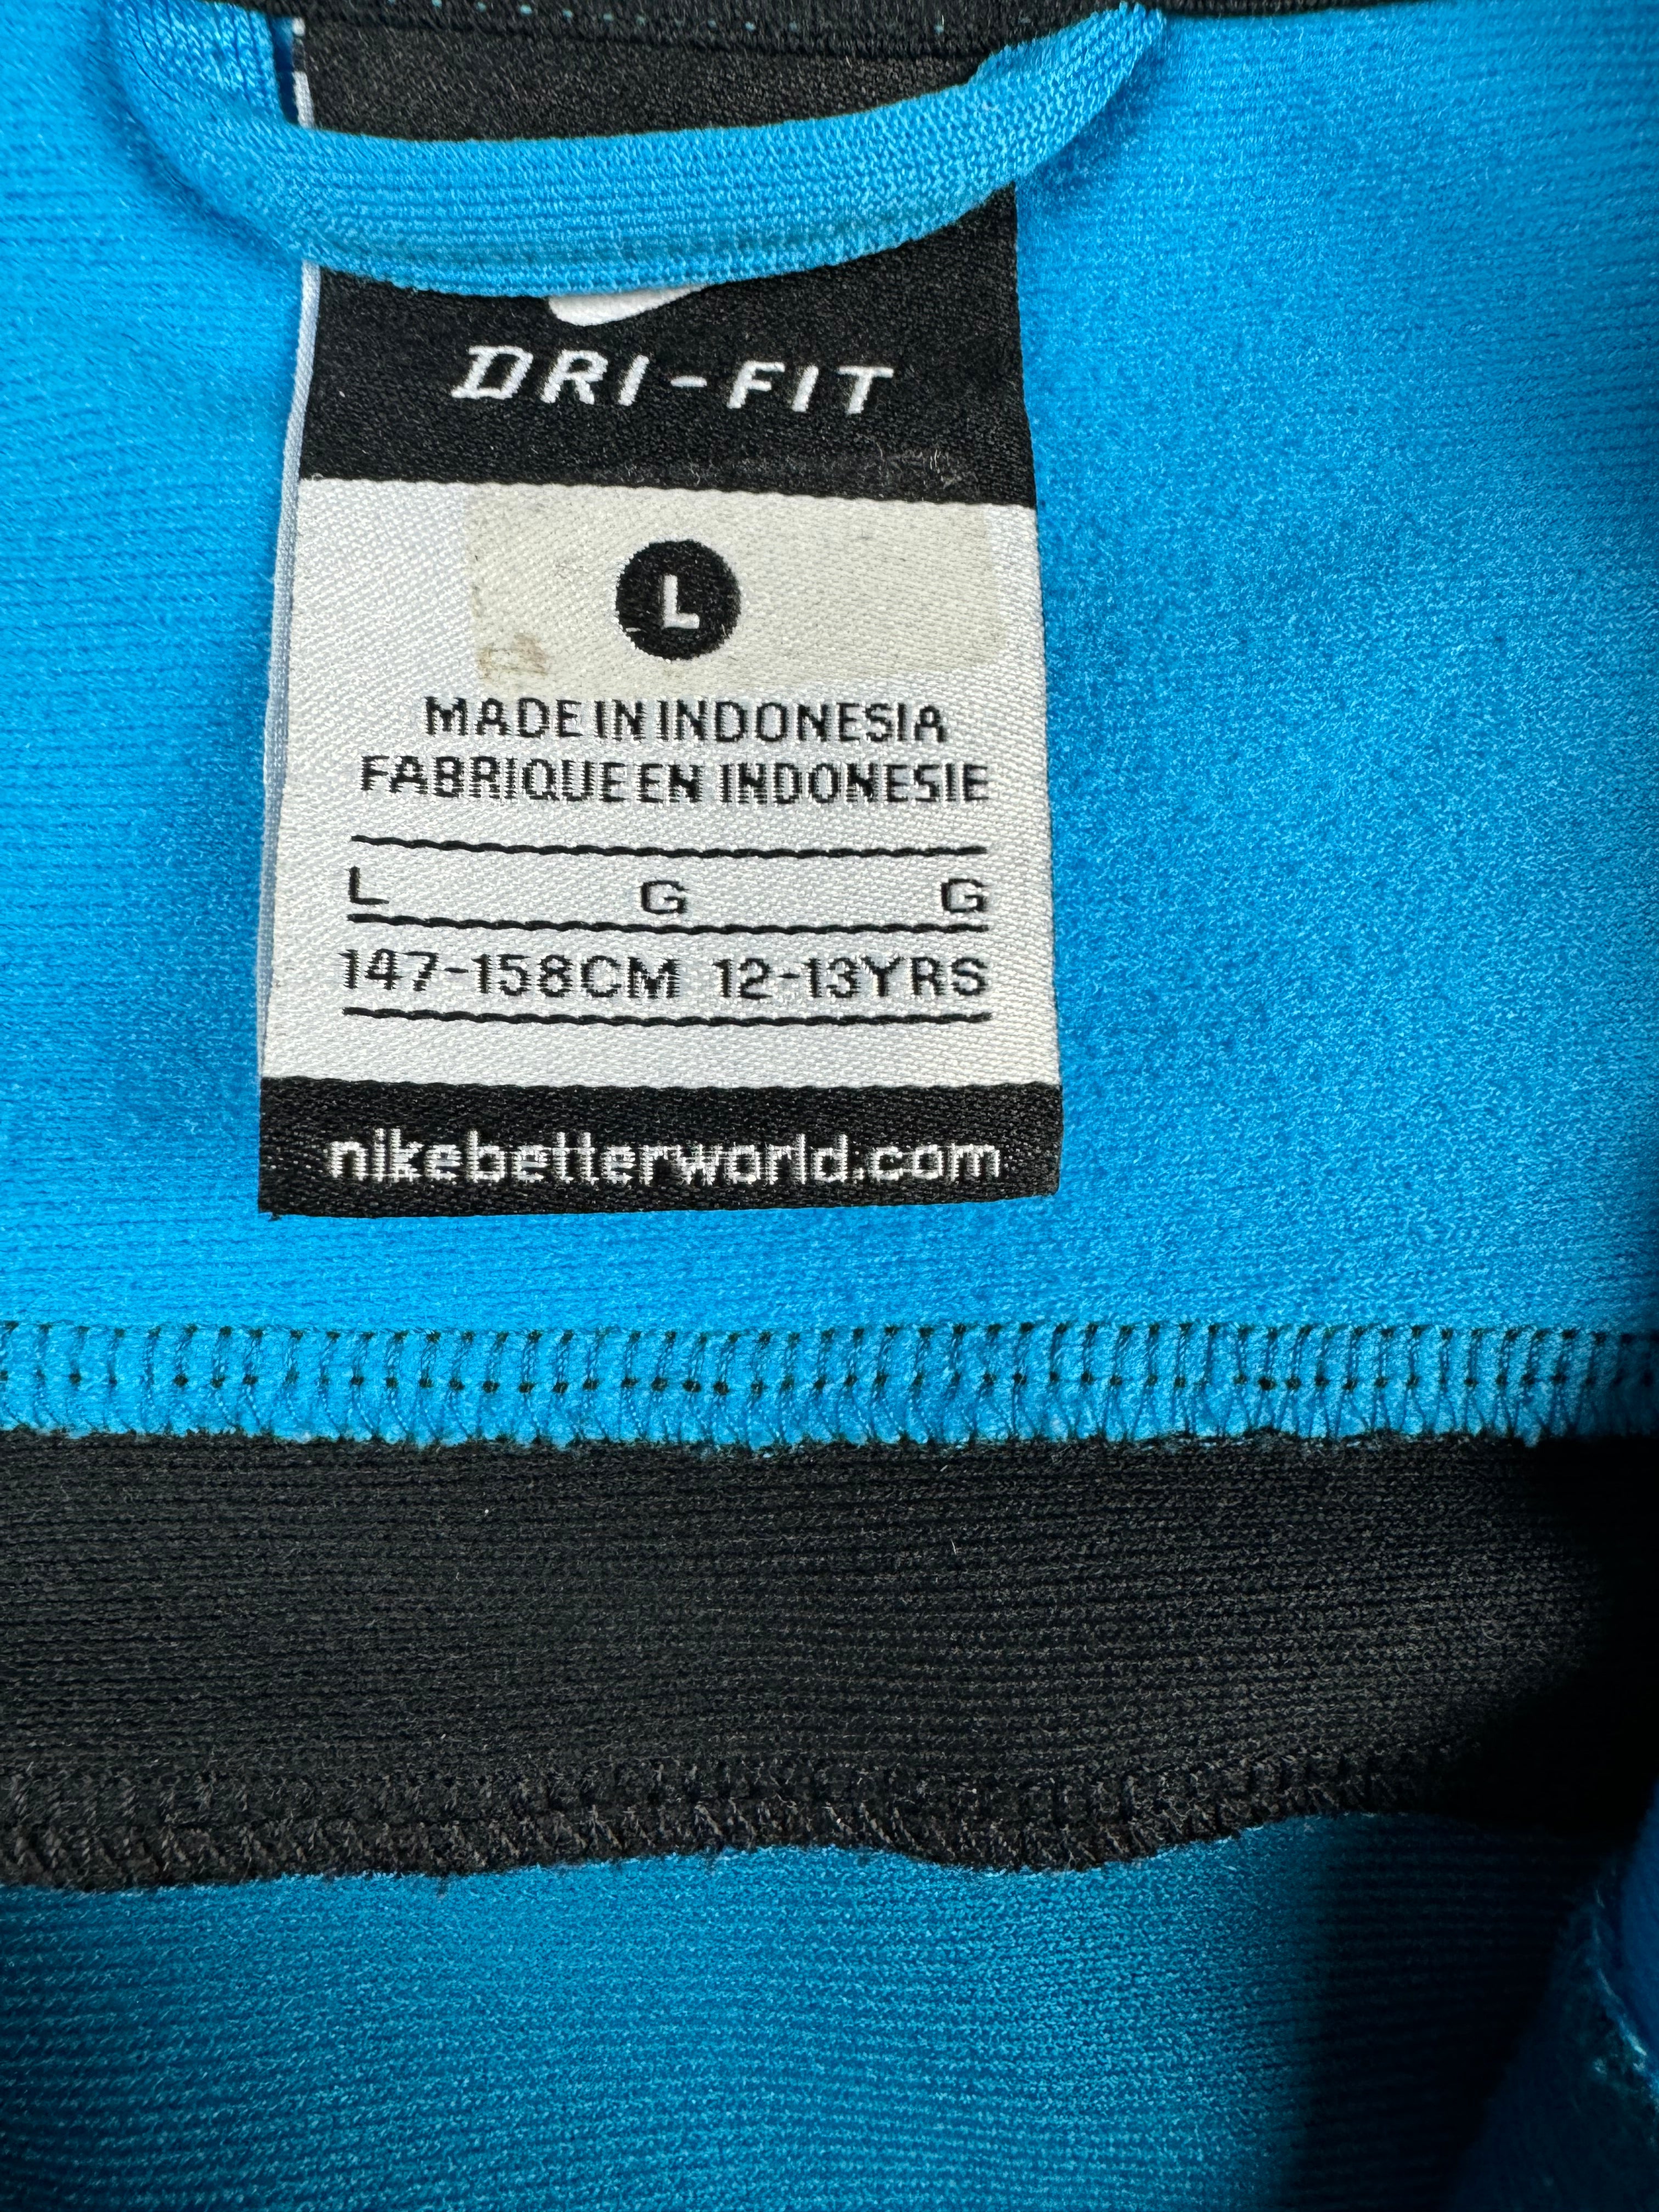 DRI-FIT
L
MADE IN INDONESIA
FABRIQUE EN INDONESIE
L G G
147-158CM 12-13YRS
nikebetterworld.com